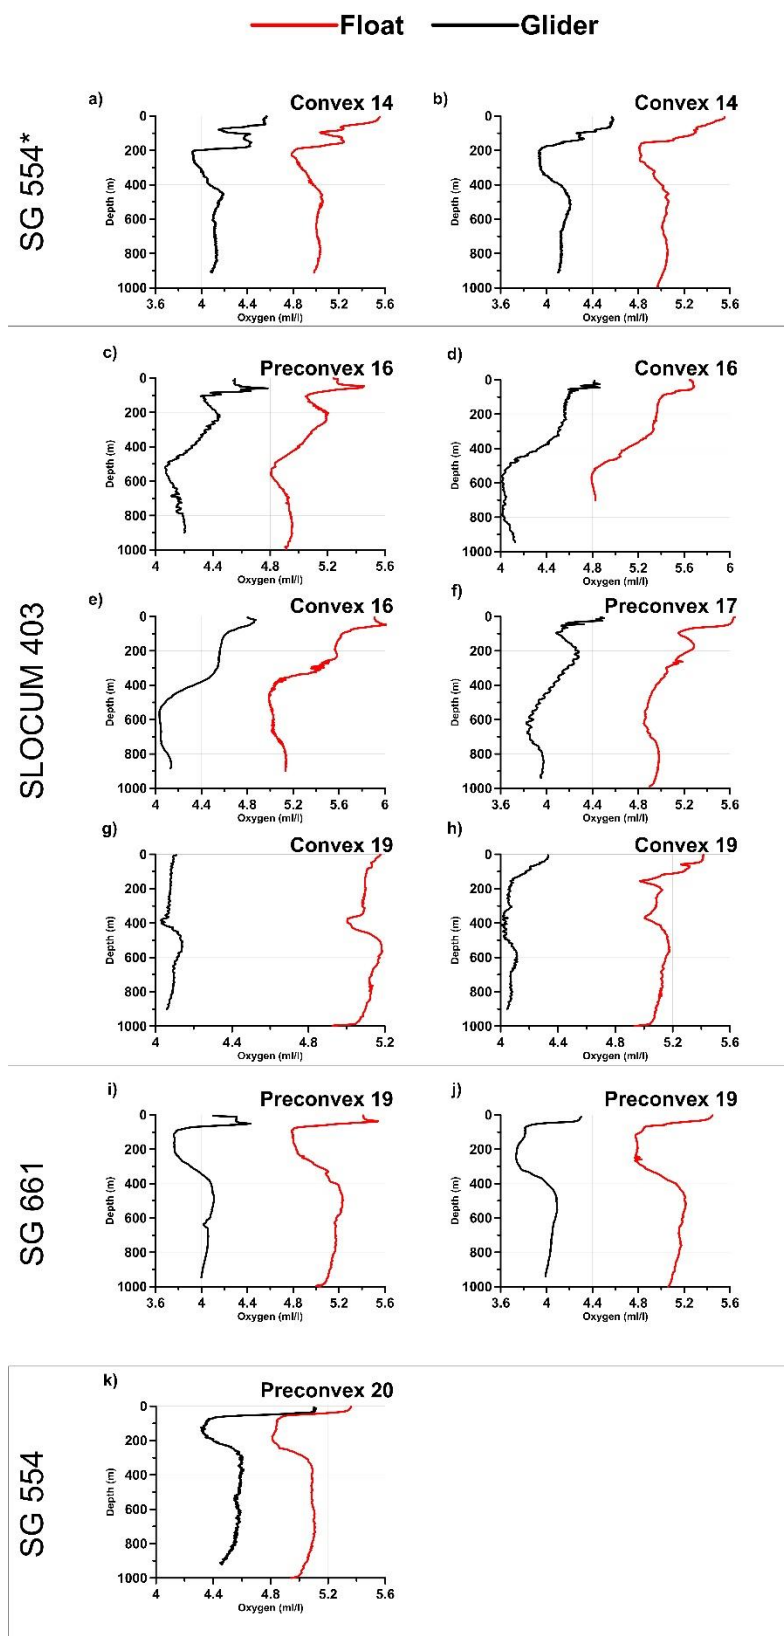 Float Glider
SG 554*
a) Convex 14
0
200
400
600
800
1000
Depth (m)
3.6 4 4.4 4.8 5.2 5.6
Oxygen (ml/l)
b) Convex 14
0
200
400
600
800
1000
Depth (m)
3.6 4 4.4 4.8 5.2 5.6
Oxygen (ml/l)
SLOCUM 403
c) Preconvex 16
0
200
400
600
800
1000
Depth (m)
4 4.4 4.8 5.2 5.6
Oxygen (ml/l)
d) Convex 16
0
200
400
600
800
1000
Depth (m)
4 4.4 4.8 5.2 5.6 6
Oxygen (ml/l)
e) Convex 16
0
200
400
600
800
1000
Depth (m)
4 4.4 4.8 5.2 5.6 6
Oxygen (ml/l)
f) Preconvex 17
0
200
400
600
800
1000
Depth (m)
3.6 4 4.4 4.8 5.2 5.6
Oxygen (ml/l)
g) Convex 19
0
200
400
600
800
1000
Depth (m)
4 4.4 4.8 5.2
Oxygen (ml/l)
h) Convex 19
0
200
400
600
800
1000
Depth (m)
4 4.4 4.8 5.2 5.6
Oxygen (ml/l)
SG 661
i) Preconvex 19
0
200
400
600
800
1000
Depth (m)
3.6 4 4.4 4.8 5.2 5.6
Oxygen (ml/l)
j) Preconvex 19
0
200
400
600
800
1000
Depth (m)
3.6 4 4.4 4.8 5.2 5.6
Oxygen (ml/l)
SG 554
k) Preconvex 20
0
200
400
600
800
1000
Depth (m)
4 4.4 4.8 5.2 5.6
Oxygen (ml/l)